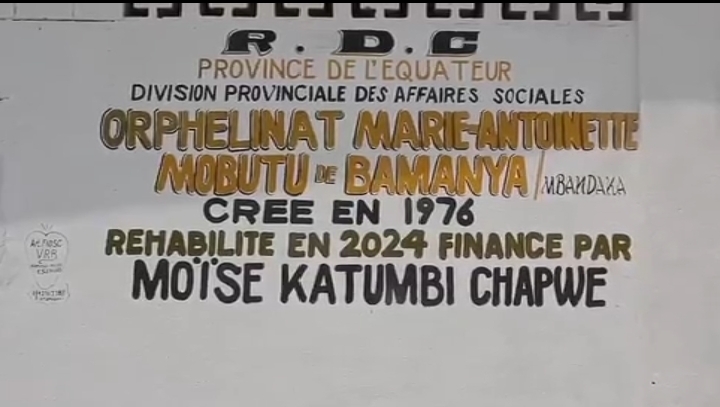 R.D.C
PROVINCE DE L'EQUATEUR
DIVISION PROVINCIALE DES AFFAIRES SOCIALES
ORPHELINAT MARIE-ANTOINETTE
MOBUTU DE BAMANYA/MBANDAKA
CREE EN 1976
REHABILITE EN 2024 FINANCE PAR
MOÏSE KATUMBI CHAPWE